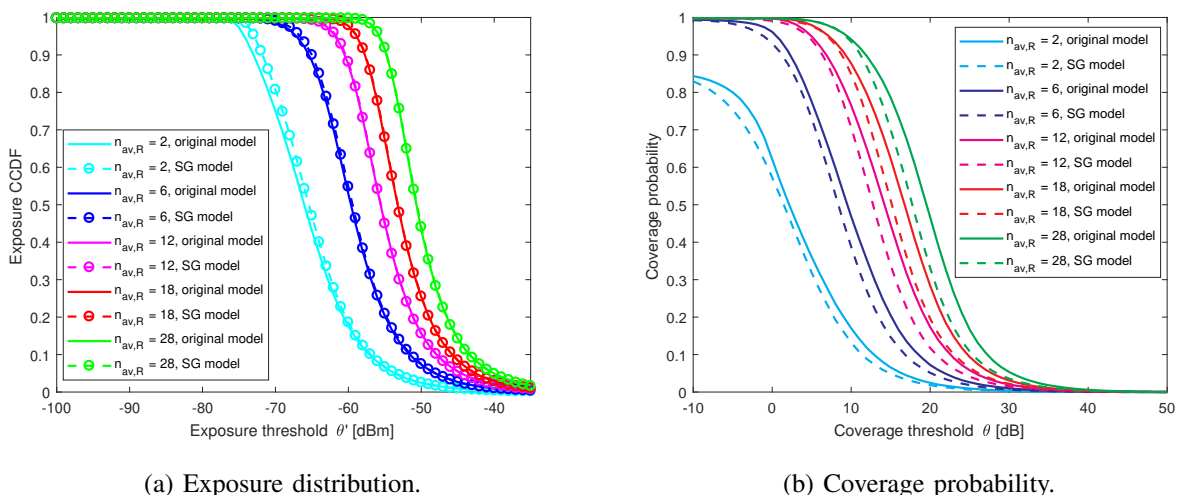 1
0.9
0.8
0.7
0.6
0.5
0.4
0.3
0.2
0.1
0
Exposure CCDF
n_av,R = 2, original model
n_av,R = 2, SG model
n_av,R = 6, original model
n_av,R = 6, SG model
n_av,R = 12, original model
n_av,R = 12, SG model
n_av,R = 18, original model
n_av,R = 18, SG model
n_av,R = 28, original model
n_av,R = 28, SG model
-100 -90 -80 -70 -60 -50 -40
Exposure threshold θ' [dBm]
(a) Exposure distribution.
1
0.9
0.8
0.7
0.6
0.5
0.4
0.3
0.2
0.1
0
Coverage probability
n_av,R = 2, original model
n_av,R = 2, SG model
n_av,R = 6, original model
n_av,R = 6, SG model
n_av,R = 12, original model
n_av,R = 12, SG model
n_av,R = 18, original model
n_av,R = 18, SG model
n_av,R = 28, original model
n_av,R = 28, SG model
-10 0 10 20 30 40 50
Coverage threshold θ [dB]
(b) Coverage probability.